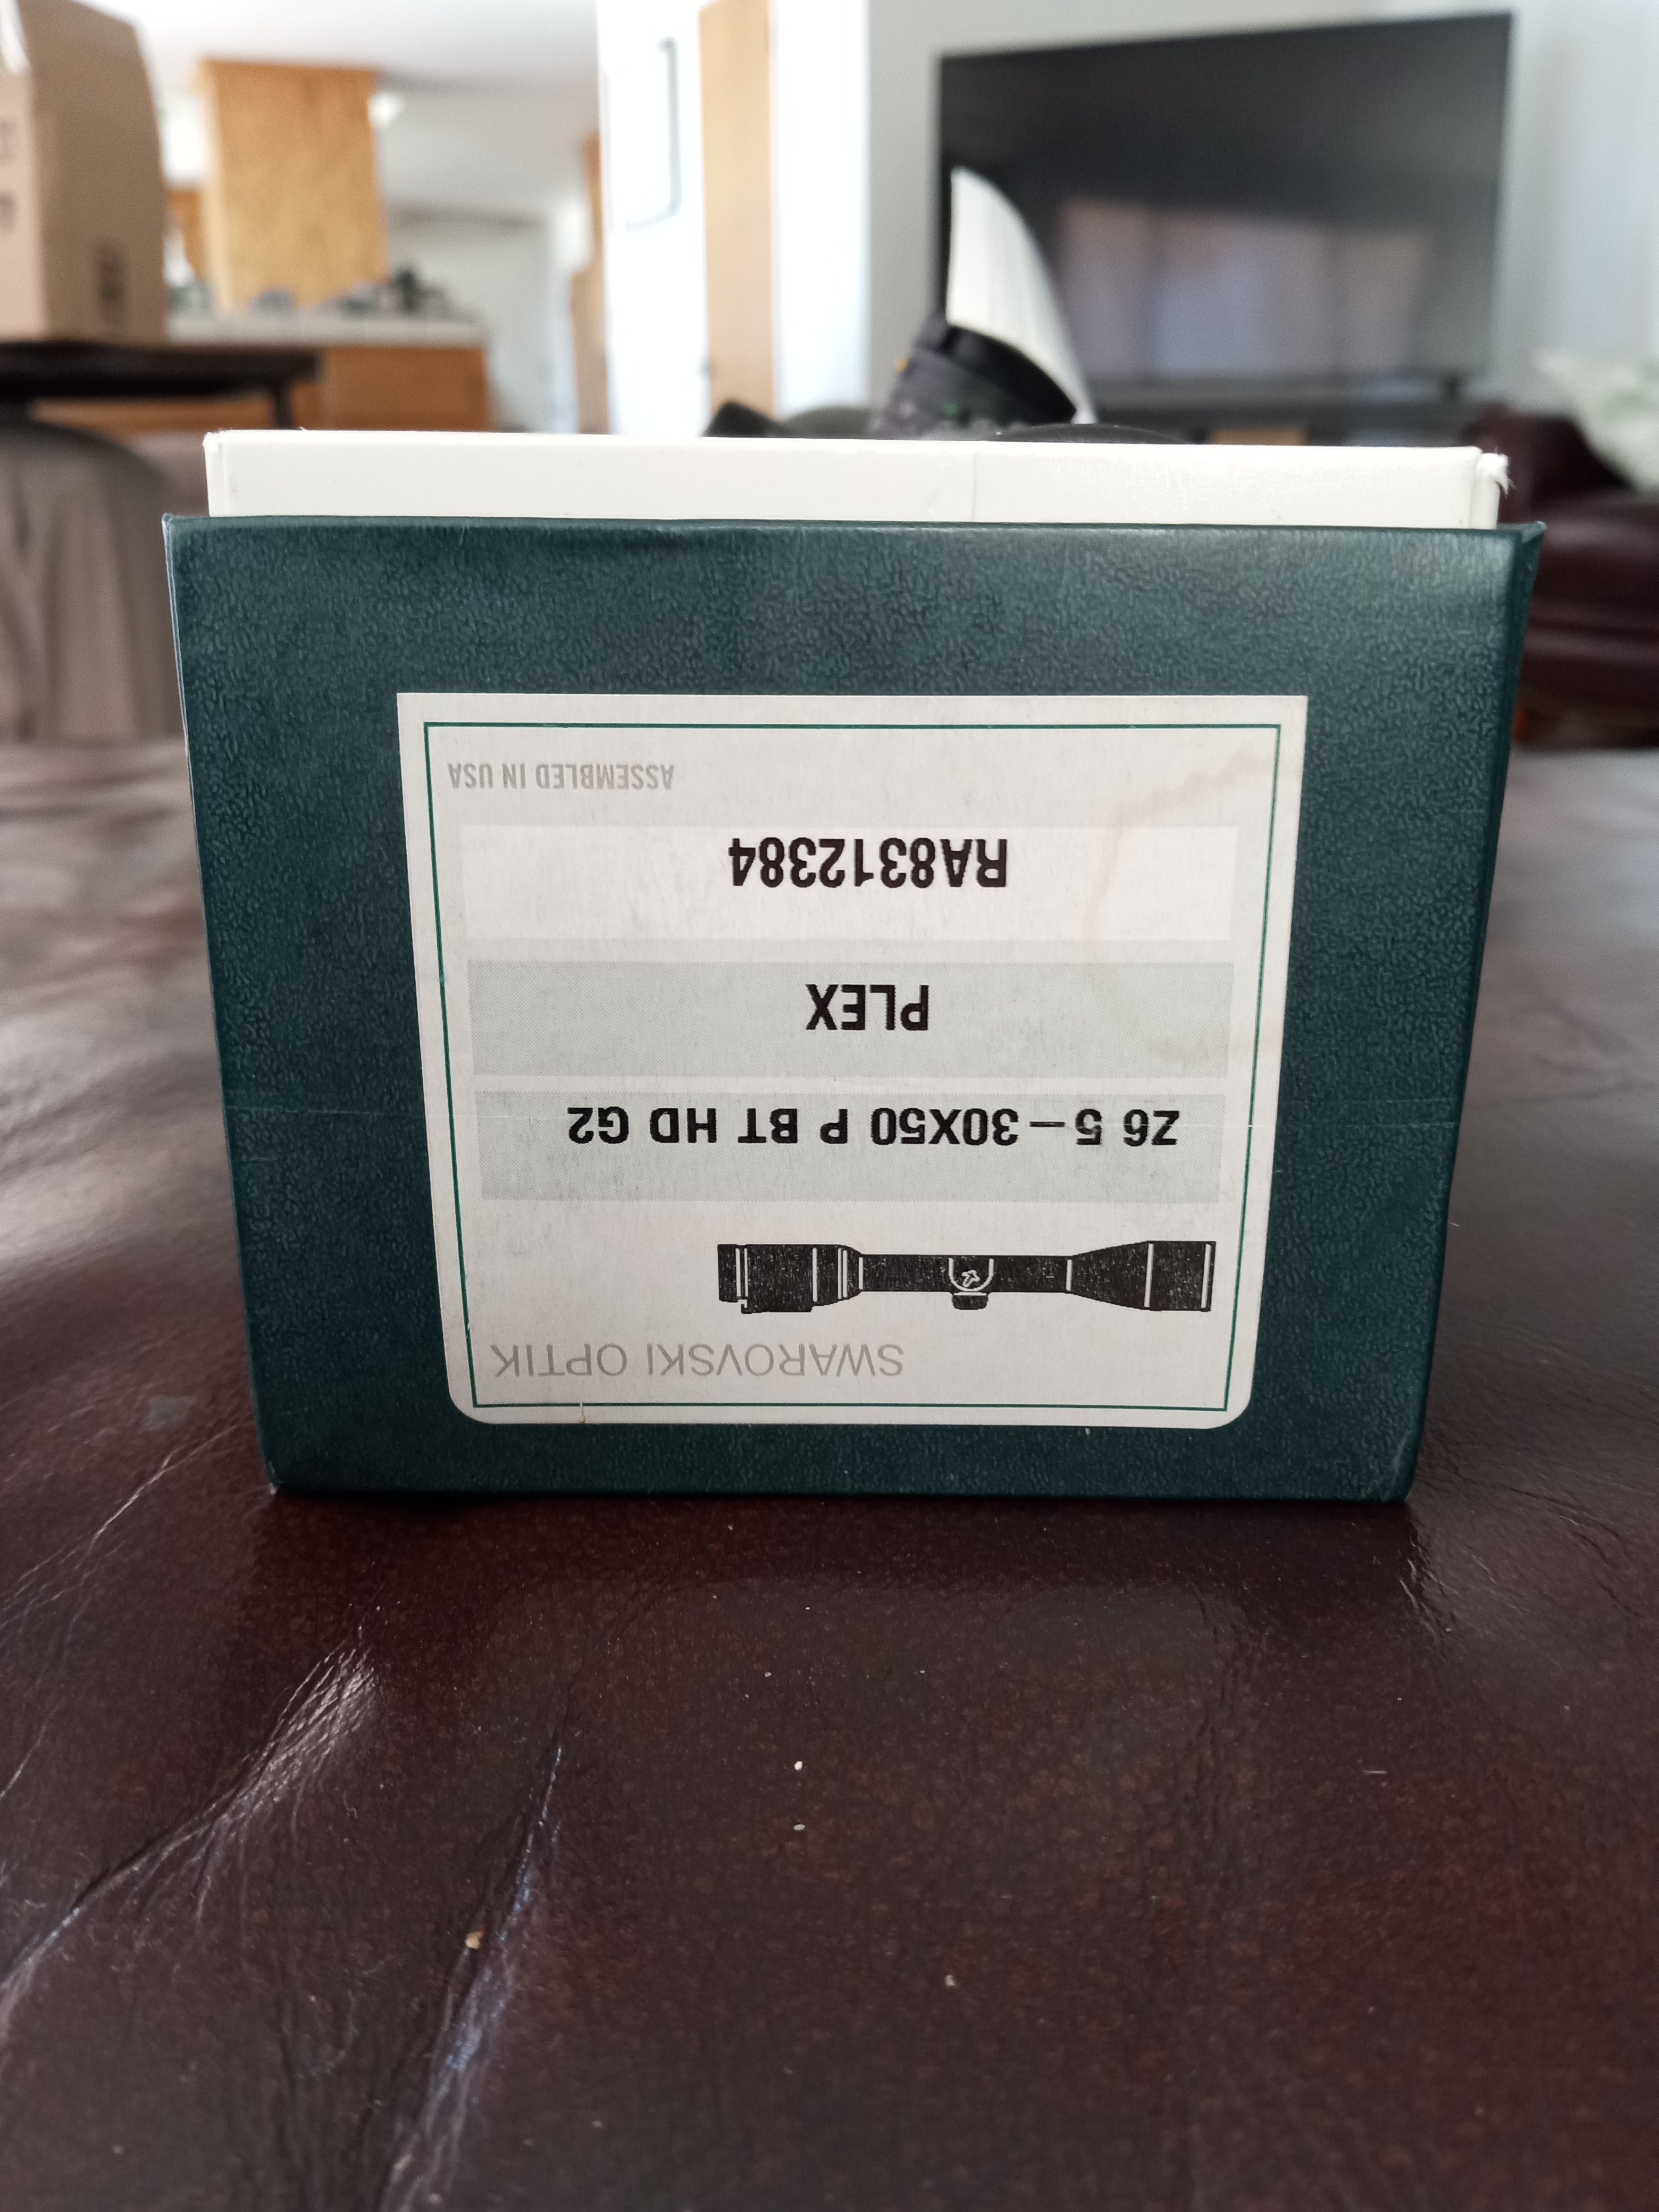 SWAROVSKI OPTIK
Z6 5-30X50 P BT HD G2
PLEX
RA8312384
ASSEMBLED IN USA